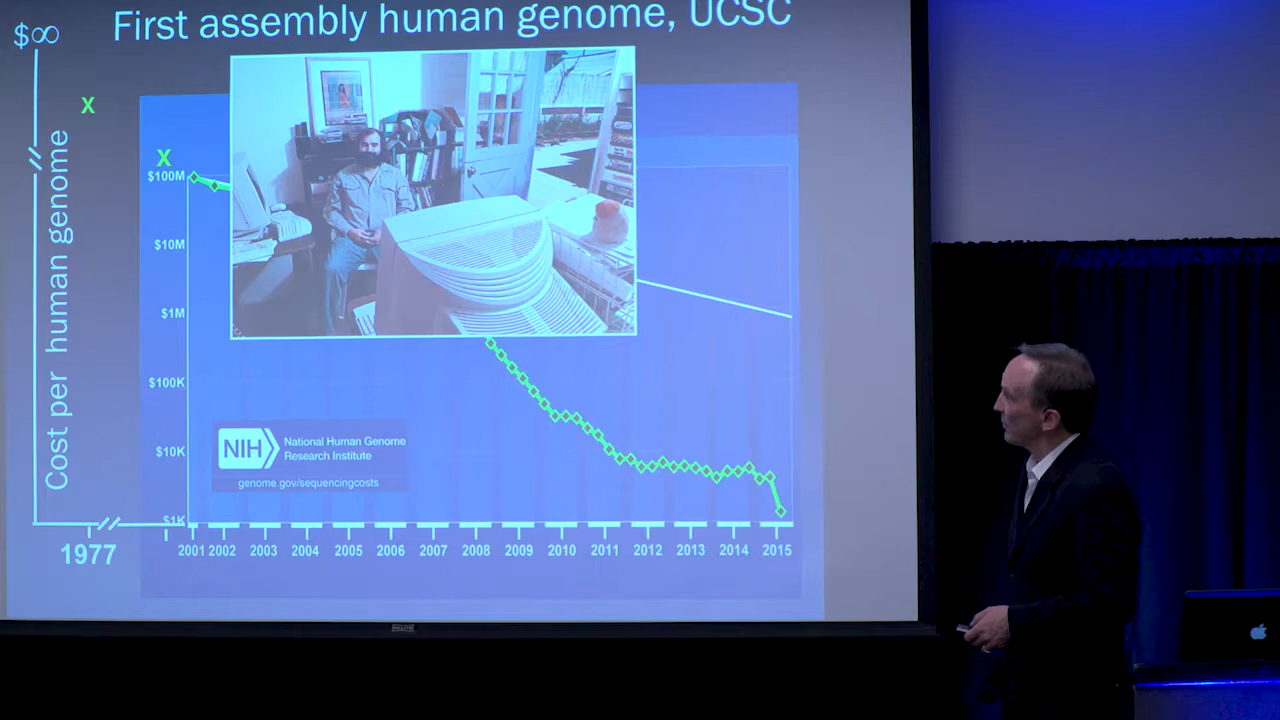 First assembly human genome, UCSC
$∞
X
X
Cost per human genome
$100M
$10M
$1M
$100K
$10K
$1K
NIH
National Human Genome
Research Institute
genome.gov/sequencingcosts
1977
2001 2002 2003 2004 2005 2006 2007 2008 2009 2010 2011 2012 2013 2014 2015